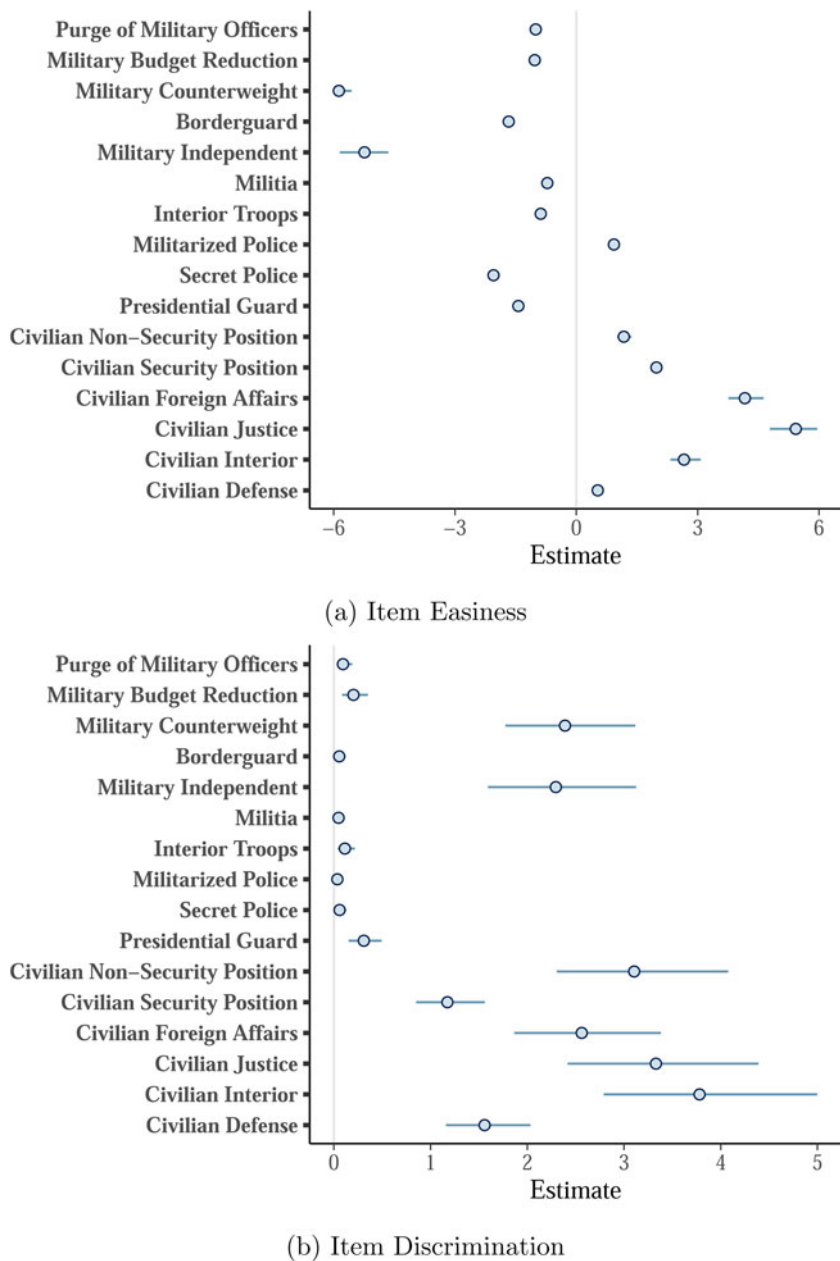 Purge of Military Officers
Military Budget Reduction
Military Counterweight
Borderguard
Military Independent
Militia
Interior Troops
Militarized Police
Secret Police
Presidential Guard
Civilian Non−Security Position
Civilian Security Position
Civilian Foreign Affairs
Civilian Justice
Civilian Interior
Civilian Defense
−6 −3 0 3 6
Estimate
(a) Item Easiness
Purge of Military Officers
Military Budget Reduction
Military Counterweight
Borderguard
Military Independent
Militia
Interior Troops
Militarized Police
Secret Police
Presidential Guard
Civilian Non−Security Position
Civilian Security Position
Civilian Foreign Affairs
Civilian Justice
Civilian Interior
Civilian Defense
0 1 2 3 4 5
Estimate
(b) Item Discrimination